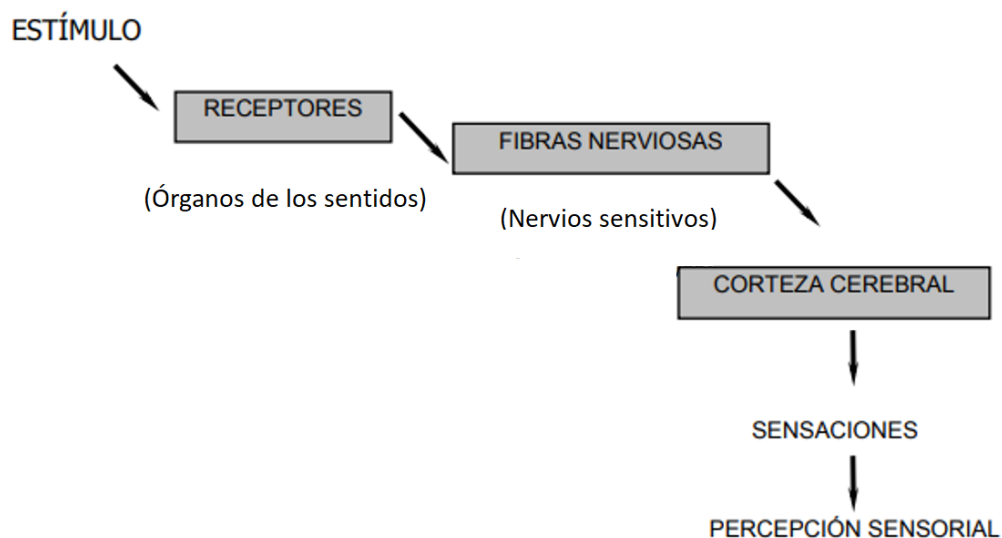 ESTÍMULO
RECEPTORES
(Órganos de los sentidos)
FIBRAS NERVIOSAS
(Nervios sensitivos)
CORTEZA CEREBRAL
SENSACIONES
PERCEPCIÓN SENSORIAL